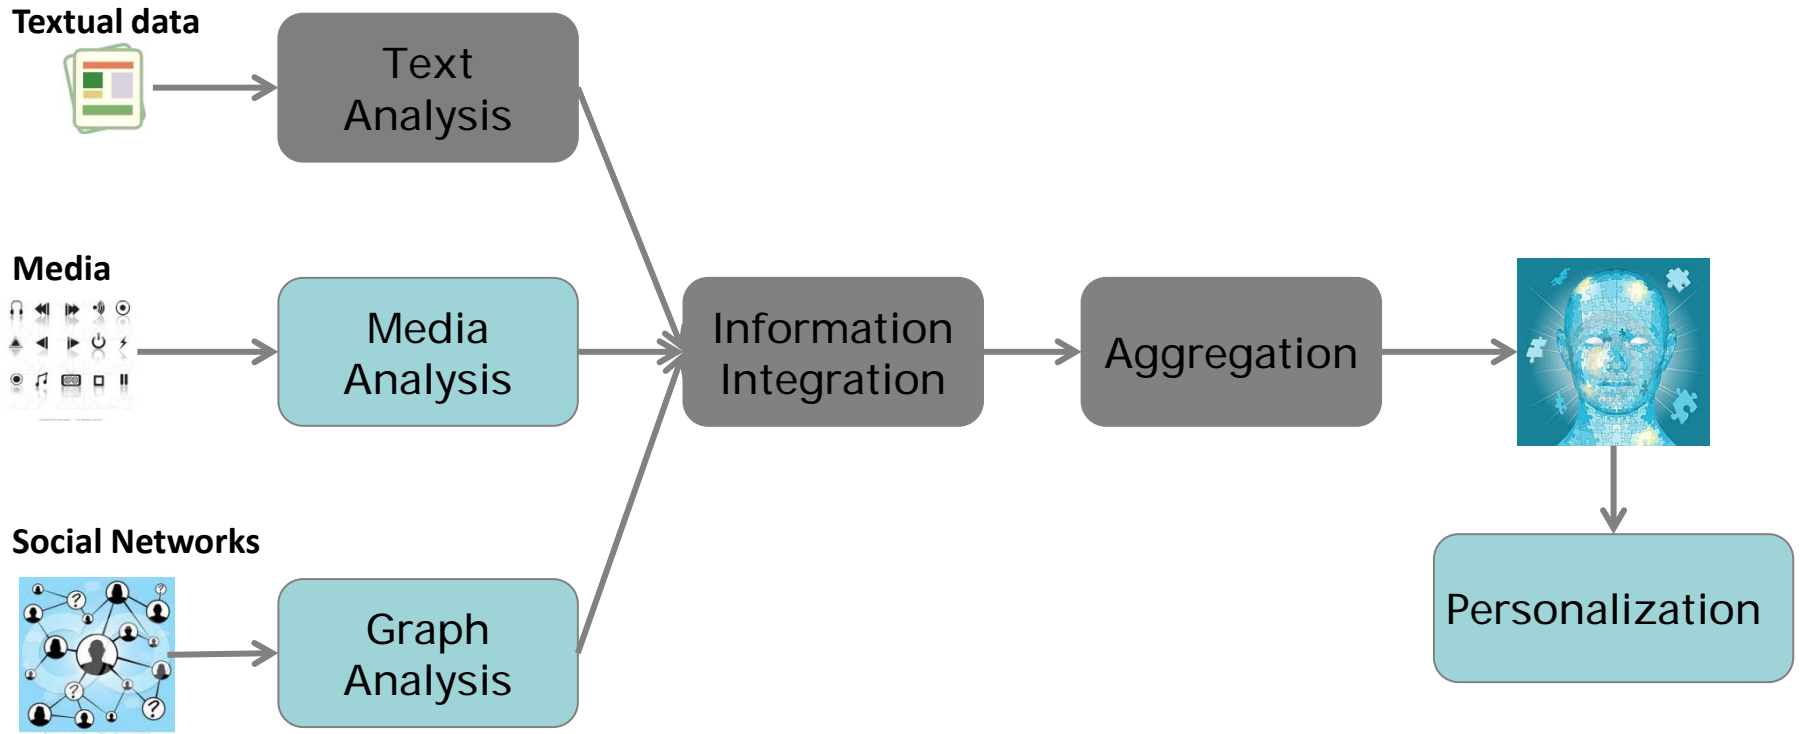 Textual data
Text
Analysis
Media
Media
Analysis
Information
Integration
Aggregation
Social Networks
Graph
Analysis
Personalization
?
?
?
?